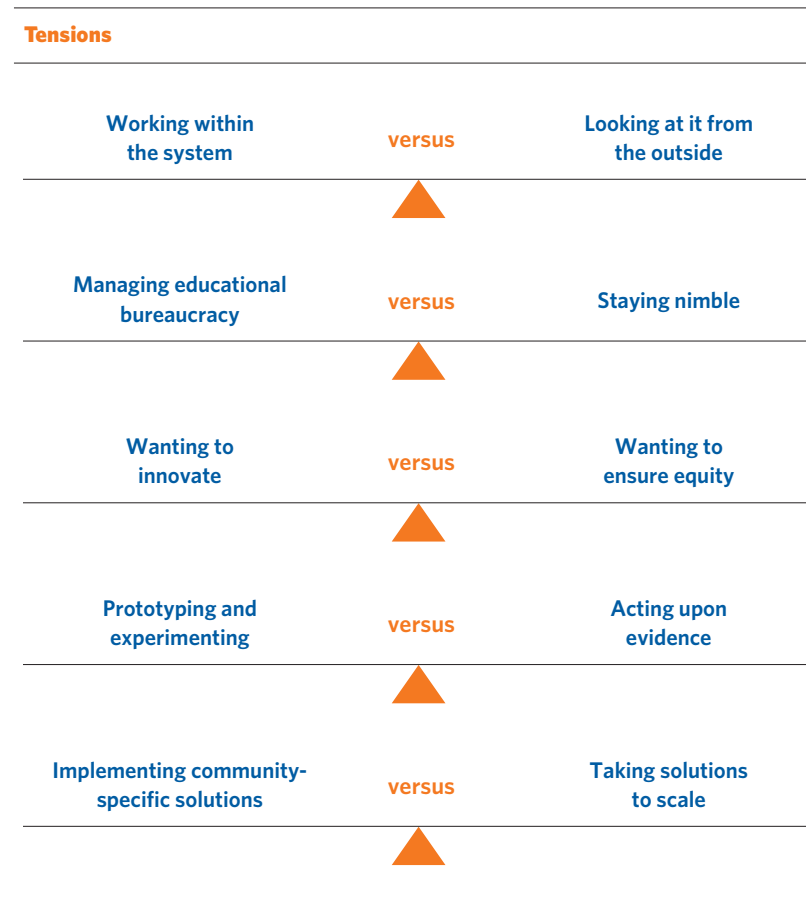 Tensions
Working within
the system
versus
Looking at it from
the outside
Managing educational
bureaucracy
versus
Staying nimble
Wanting to
innovate
versus
Wanting to
ensure equity
Prototyping and
experimenting
versus
Acting upon
evidence
Implementing community-
specific solutions
versus
Taking solutions
to scale